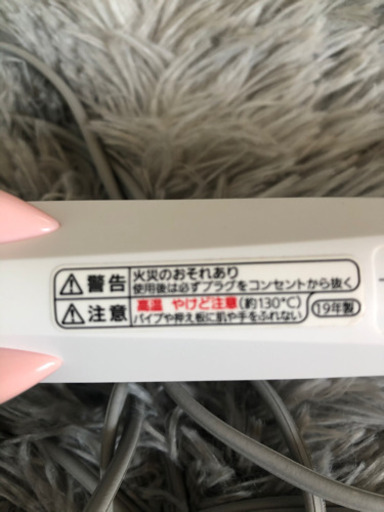 警告
火災のおそれあり
使用後は必ずプラグをコンセントから抜く
注意
高温 やけど注意(約130℃)
パイプや押え板に肌や手をふれない
19年製